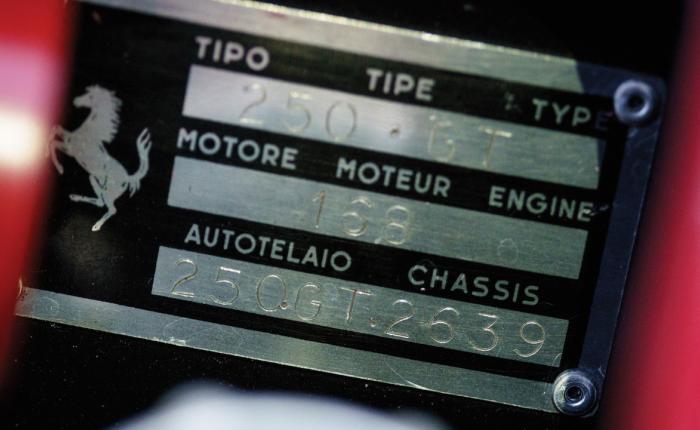 TIPO TIPE TYPE
250 · GT
MOTORE MOTEUR ENGINE
168
AUTOTELAIO CHASSIS
250.GT.2639